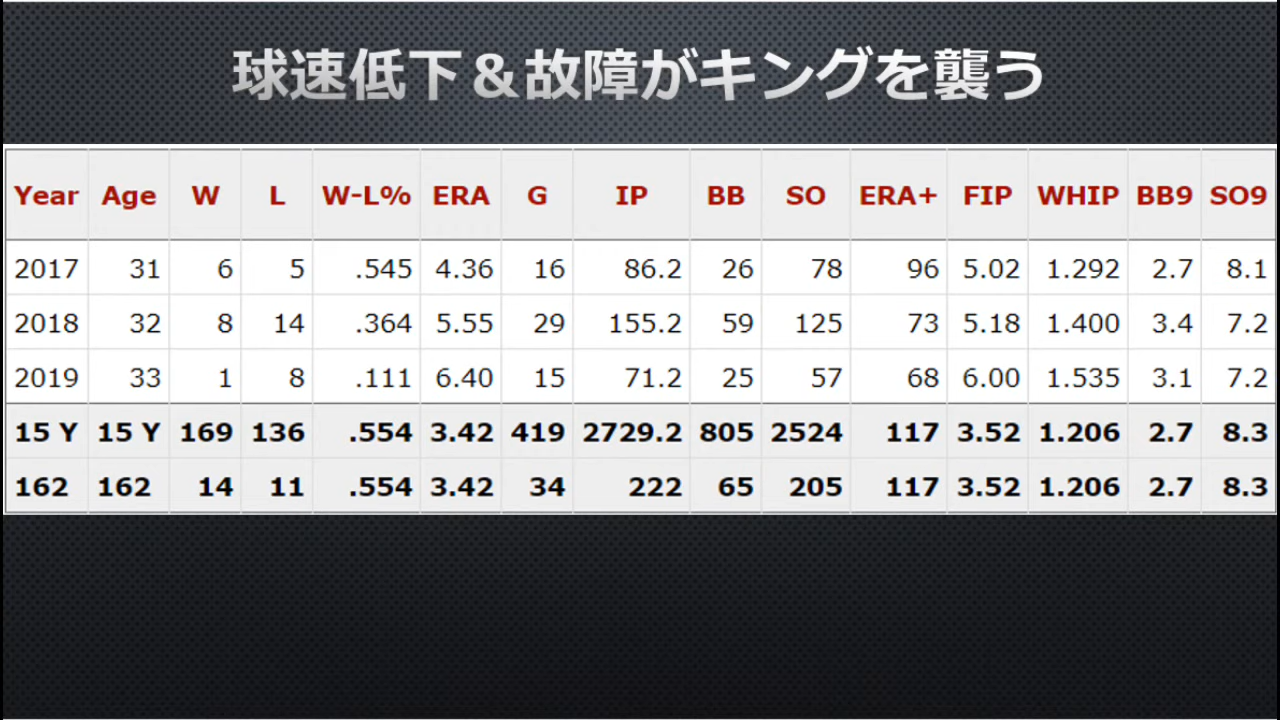 球速低下＆故障がキングを襲う
Year Age W L W-L% ERA G IP BB SO ERA+ FIP WHIP BB9 SO9
2017 31 6 5 .545 4.36 16 86.2 26 78 96 5.02 1.292 2.7 8.1
2018 32 8 14 .364 5.55 29 155.2 59 125 73 5.18 1.400 3.4 7.2
2019 33 1 8 .111 6.40 15 71.2 25 57 68 6.00 1.535 3.1 7.2
15 Y 15 Y 169 136 .554 3.42 419 2729.2 805 2524 117 3.52 1.206 2.7 8.3
162 162 14 11 .554 3.42 34 222 65 205 117 3.52 1.206 2.7 8.3